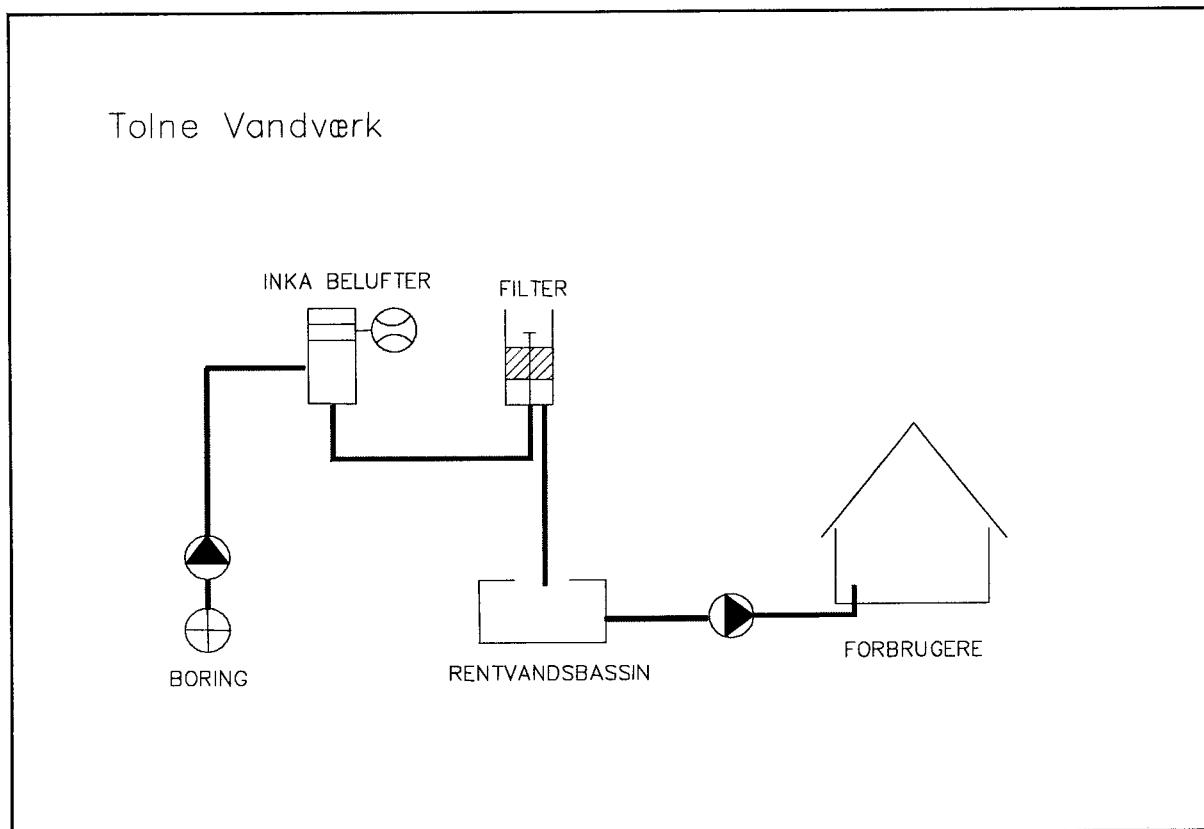 Tolne Vandværk
INKA BELUFTER
FILTER
BORING
RENTVANDSBASSIN
FORBRUGERE